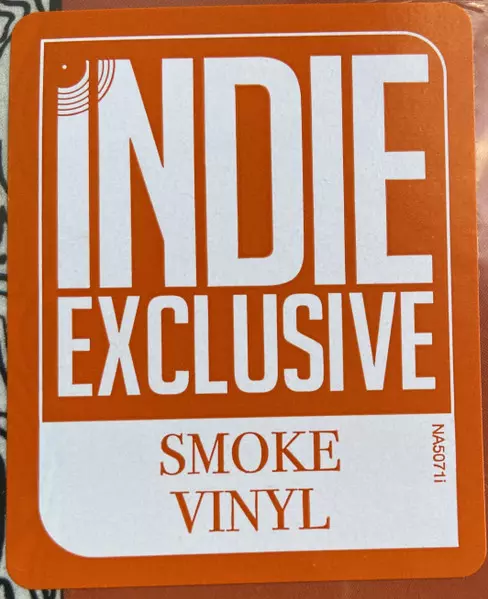 INDIE
EXCLUSIVE
SMOKE
VINYL
NA5071i